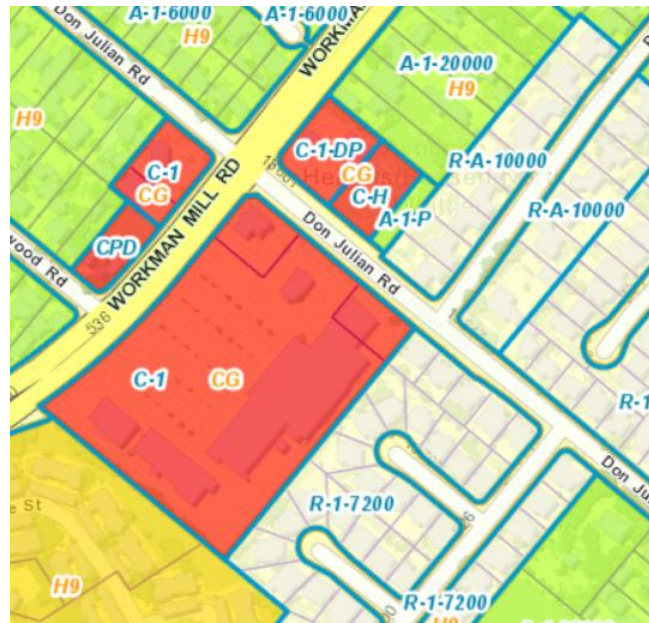 A-1-6000
A-1-6000
H9
Don Julian Rd
WORKMAN
A-1-20000
H9
H9
C-1
CG
C-1-DP
CG
C-H
A-1-P
R-A-10000
R-A-10000
CPD
WORKMAN MILL RD
Don Julian Rd
wood Rd
536
C-1
CG
R-1
Don Jul
R-1-7200
H9
R-1-7200
H9